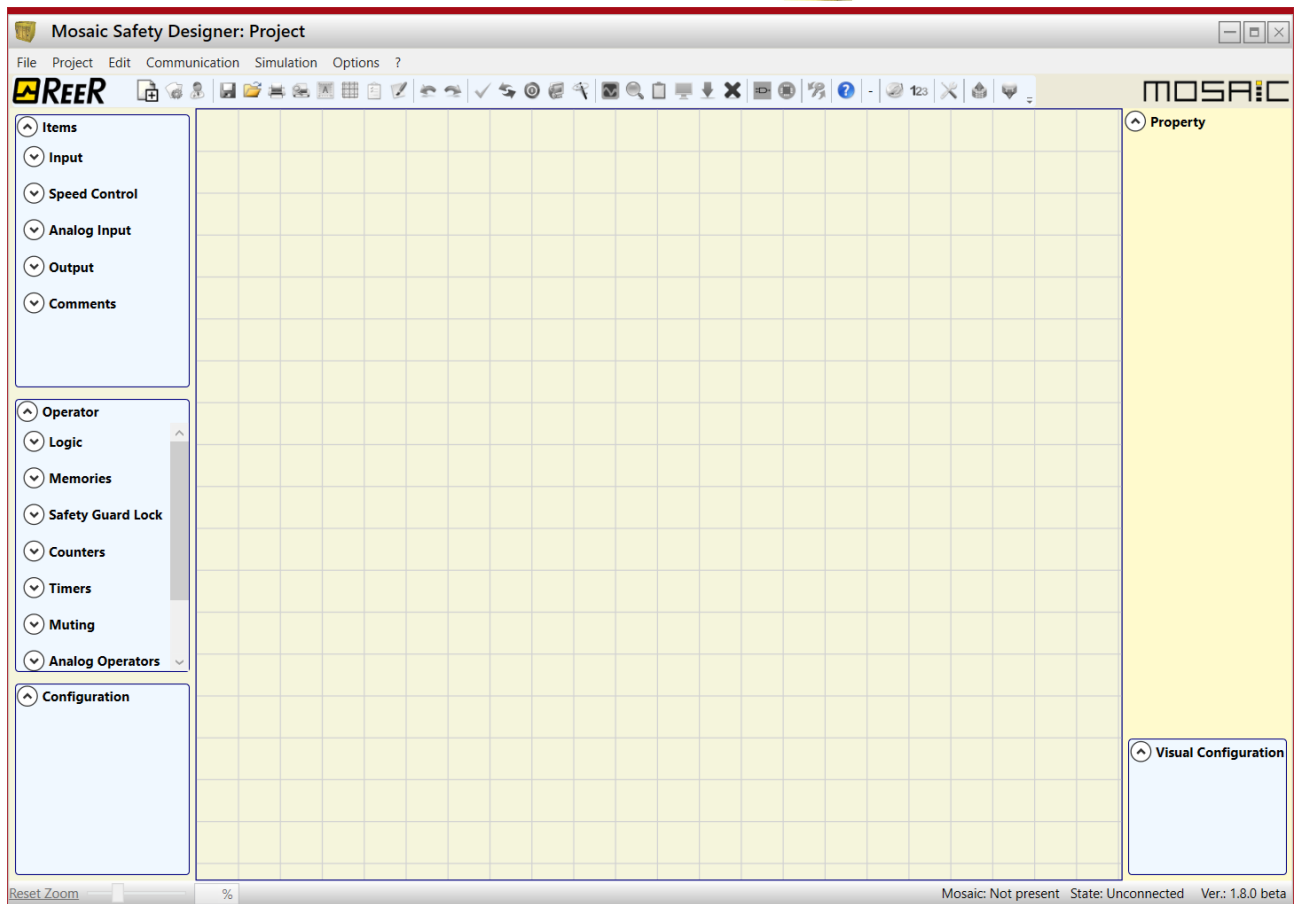 Mosaic Safety Designer: Project
File Project Edit Communication Simulation Options ?
REER
123
MOSAIC
Items
Input
Speed Control
Analog Input
Output
Comments
Operator
Logic
Memories
Safety Guard Lock
Counters
Timers
Muting
Analog Operators
Configuration
Property
Visual Configuration
Reset Zoom %
Mosaic: Not present State: Unconnected Ver.: 1.8.0 beta